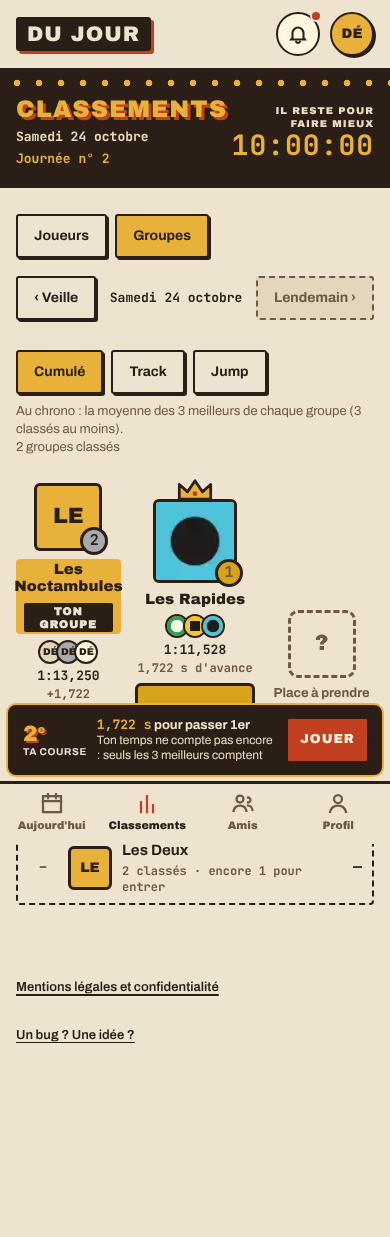 DU JOUR
DÉ
CLASSEMENTS
Samedi 24 octobre
Journée n° 2
IL RESTE POUR
FAIRE MIEUX
10:00:00
Joueurs
Groupes
‹ Veille
Samedi 24 octobre
Lendemain ›
Cumulé
Track
Jump
Au chrono : la moyenne des 3 meilleurs de chaque groupe (3
classés au moins).
2 groupes classés
LE
2
Les
Noctambules
TON
GROUPE
DÉ DÉ DÉ
1:13,250
+1,722
1
Les Rapides
1:11,528
1,722 s d'avance
?
Place à prendre
2e
TA COURSE
1,722 s pour passer 1er
Ton temps ne compte pas encore
: seuls les 3 meilleurs comptent
JOUER
Aujourd'hui
Classements
Amis
Profil
–
LE
Les Deux
2 classés · encore 1 pour
entrer
–
Mentions légales et confidentialité
Un bug ? Une idée ?